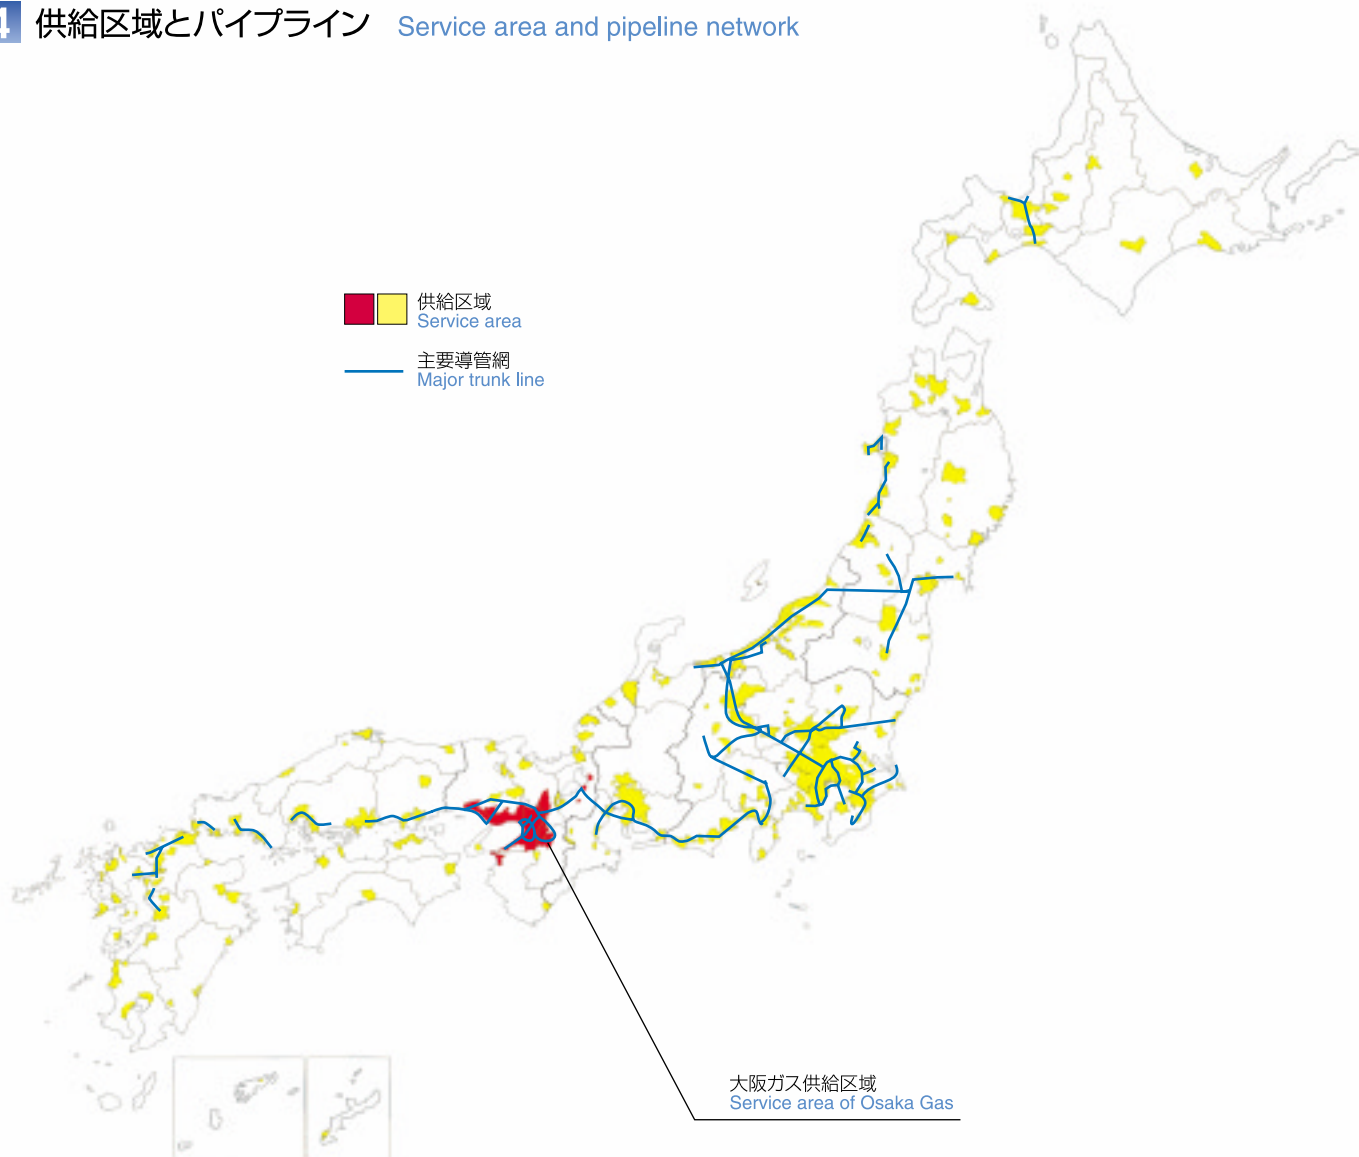 4 供給区域とパイプライン Service area and pipeline network
供給区域
Service area
主要導管網
Major trunk line
大阪ガス供給区域
Service area of Osaka Gas